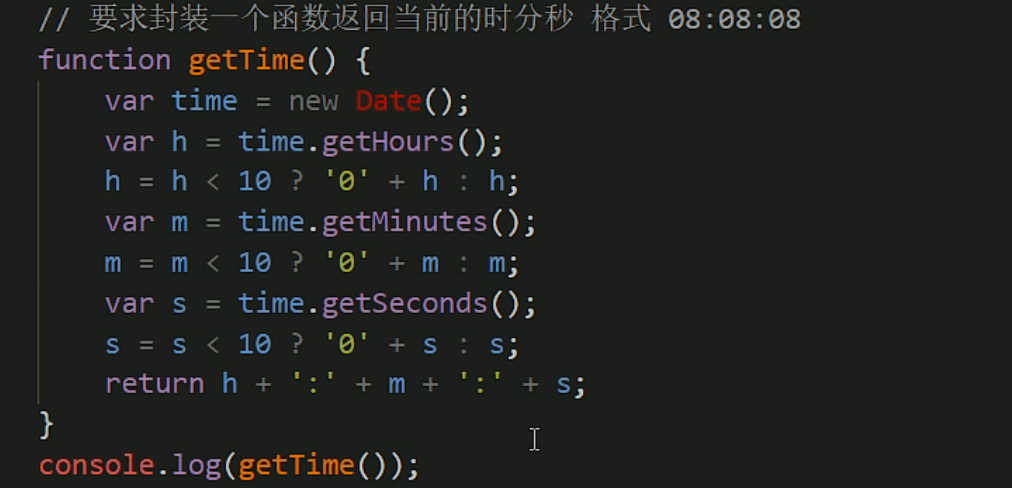 // 要求封装一个函数返回当前的时分秒 格式 08:08:08
function getTime() {
    var time = new Date();
    var h = time.getHours();
    h = h < 10 ? '0' + h : h;
    var m = time.getMinutes();
    m = m < 10 ? '0' + m : m;
    var s = time.getSeconds();
    s = s < 10 ? '0' + s : s;
    return h + ':' + m + ':' + s;
}
console.log(getTime());